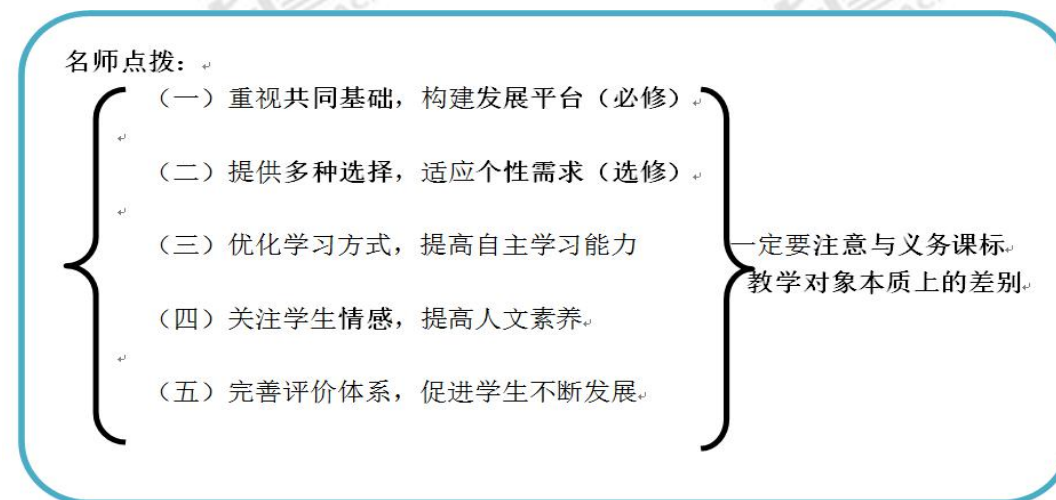 名师点拨：
（一）重视共同基础，构建发展平台（必修）
（二）提供多种选择，适应个性需求（选修）
（三）优化学习方式，提高自主学习能力
一定要注意与义务课标
教学对象本质上的差别
（四）关注学生情感，提高人文素养
（五）完善评价体系，促进学生不断发展